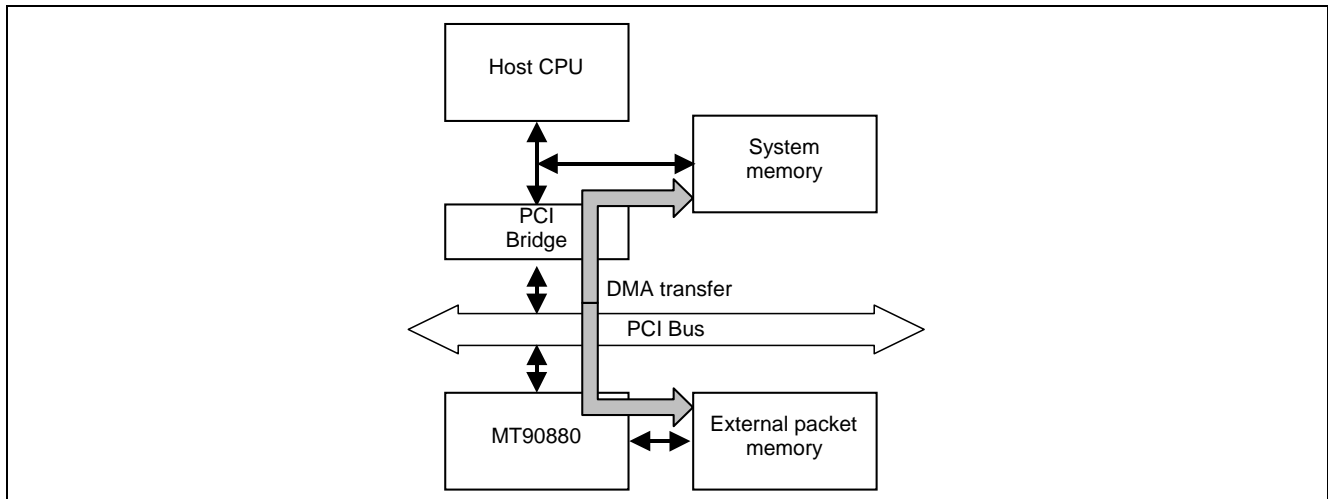 Host CPU
System
memory
PCI
Bridge
DMA transfer
PCI Bus
MT90880
External packet
memory